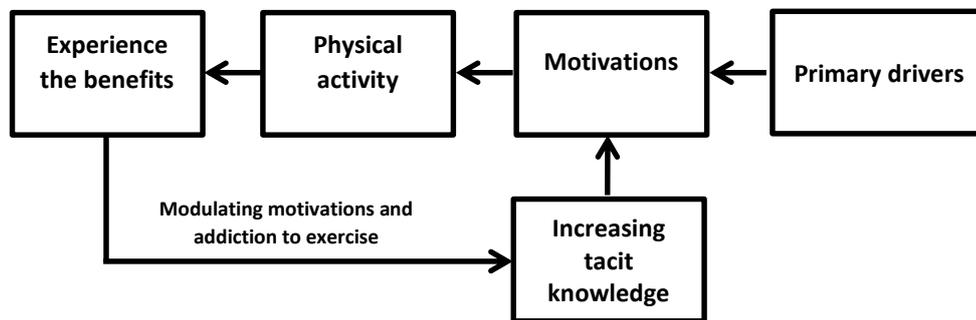 Experience
the benefits
Physical
activity
Motivations
Primary drivers
Modulating motivations and
addiction to exercise
Increasing
tacit
knowledge